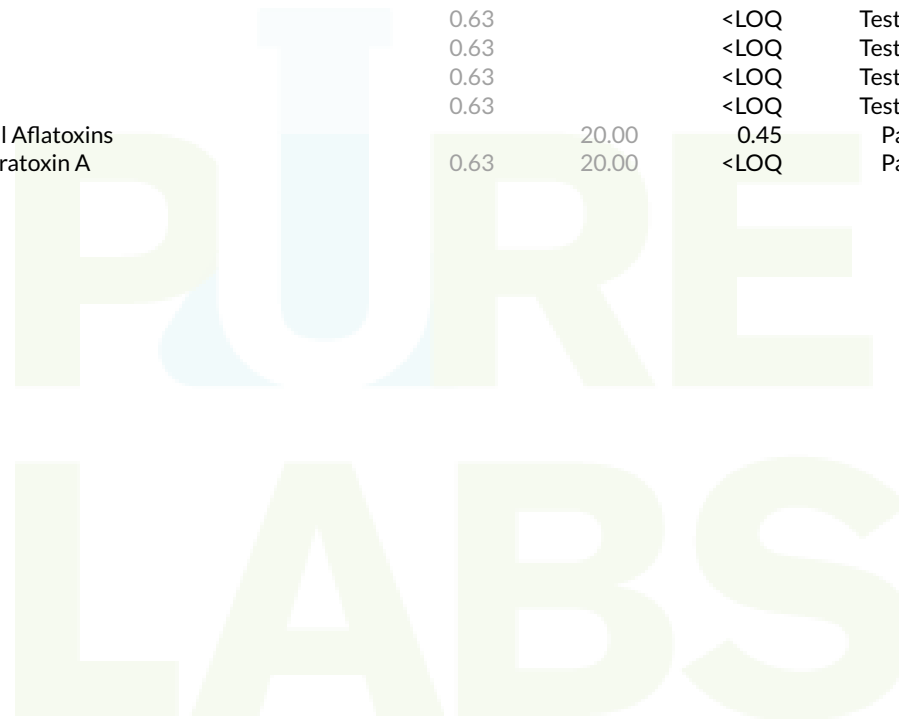 0.63 <LOQ Test
0.63 <LOQ Test
0.63 <LOQ Test
0.63 <LOQ Test
l Aflatoxins 20.00 0.45 Pa
ratoxin A 0.63 20.00 <LOQ Pa
PURE
LABS